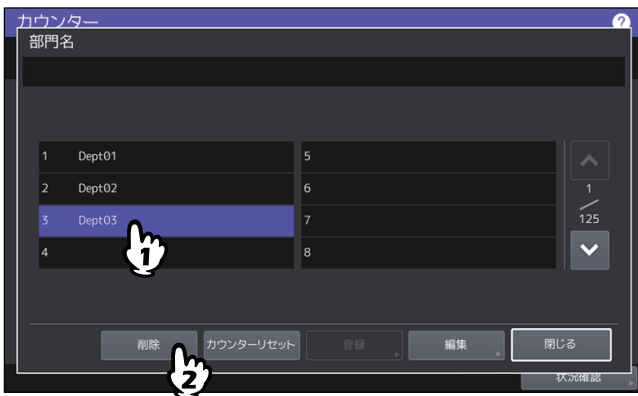 カウンター ?
部門名
1 Dept01 5
2 Dept02 6
3 Dept03 7
4 8
1
125
1
2
削除 カウンターリセット 登録 編集 閉じる
状況確認